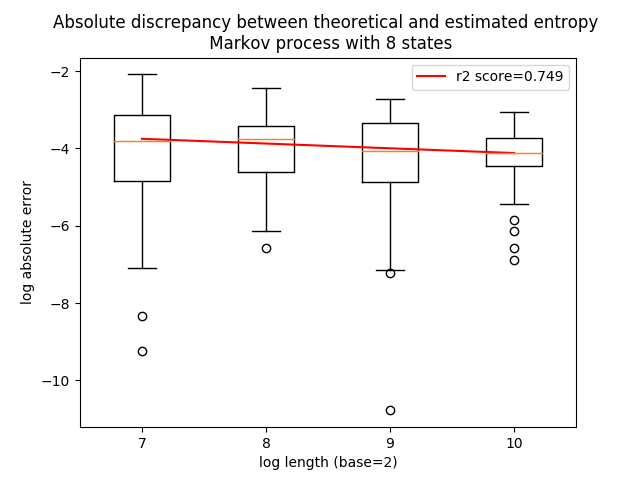 Absolute discrepancy between theoretical and estimated entropy
Markov process with 8 states
r2 score=0.749
−2
−4
−6
−8
−10
log absolute error
7 8 9 10
log length (base=2)